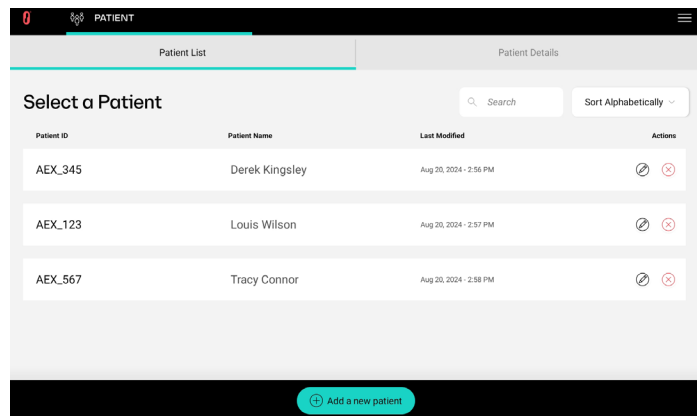 PATIENT
Patient List Patient Details
Select a Patient Search Sort Alphabetically
Patient ID Patient Name Last Modified Actions
AEX_345 Derek Kingsley Aug 20, 2024 - 2:56 PM
AEX_123 Louis Wilson Aug 20, 2024 - 2:57 PM
AEX_567 Tracy Connor Aug 20, 2024 - 2:58 PM
Add a new patient